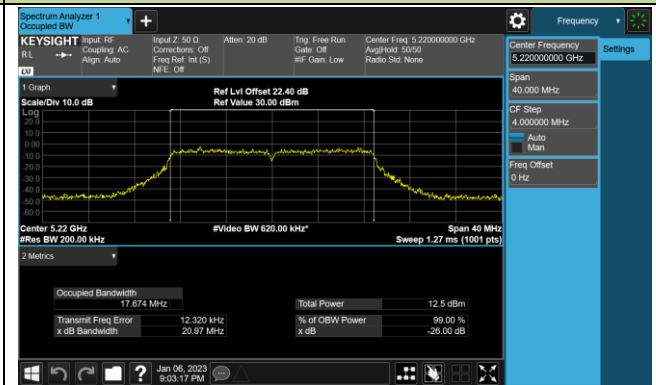 Spectrum Analyzer 1
Occupied BW
+
Frequency
KEYSIGHT
RL
LXI
Input: RF
Coupling: AC
Align: Auto
Input Z: 50 Ω
Corrections: Off
Freq Ref: Int (S)
NFE: Off
Atten: 20 dB
Trig: Free Run
Gate: Off
#IF Gain: Low
Center Freq: 5.220000000 GHz
Avg|Hold: 50/50
Radio Std: None
Center Frequency
5.220000000 GHz
Settings
Span
40.000 MHz
CF Step
4.000000 MHz
Auto
Man
Freq Offset
0 Hz
1 Graph
Scale/Div 10.0 dB
Ref Lvl Offset 22.40 dB
Ref Value 30.00 dBm
Log
20.0
10.0
0.00
-10.0
-20.0
-30.0
-40.0
-50.0
-60.0
Center 5.22 GHz
#Res BW 200.00 kHz
#Video BW 620.00 kHz*
Span 40 MHz
Sweep 1.27 ms (1001 pts)
2 Metrics
Occupied Bandwidth
17.674 MHz
Total Power 12.5 dBm
Transmit Freq Error 12.320 kHz
% of OBW Power 99.00 %
x dB Bandwidth 20.97 MHz
x dB -26.00 dB
?
Jan 06, 2023
9:03:17 PM